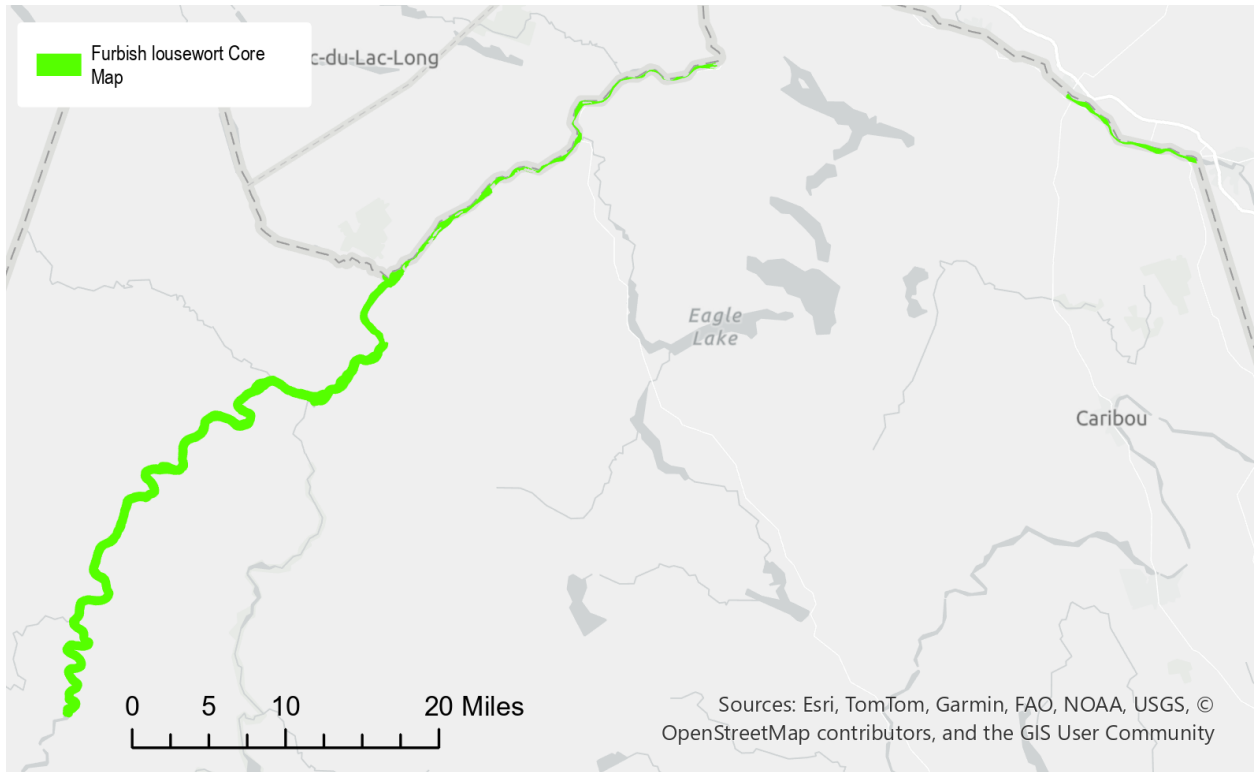 Furbish lousewort Core
Map
c-du-Lac-Long
Eagle
Lake
Caribou
0 5 10 20 Miles
Sources: Esri, TomTom, Garmin, FAO, NOAA, USGS, ©
OpenStreetMap contributors, and the GIS User Community